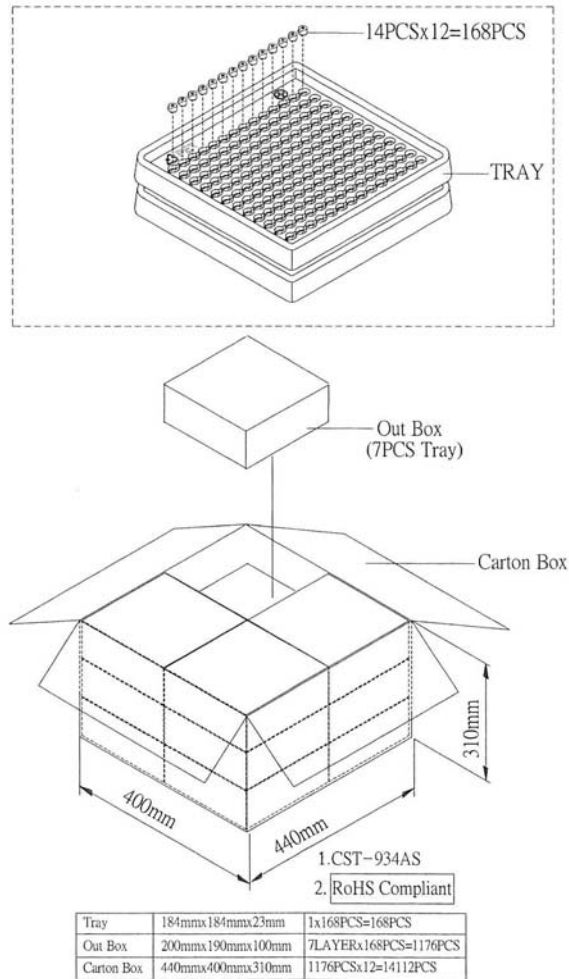 14PCSx12=168PCS
TRAY
Out Box
(7PCS Tray)
Carton Box
310mm
400mm
440mm
1.CST-934AS
2. RoHS Compliant
Tray 184mmx184mmx23mm 1x168PCS=168PCS
Out Box 200mmx190mmx100mm 7LAYERx168PCS=1176PCS
Carton Box 440mmx400mmx310mm 1176PCSx12=14112PCS